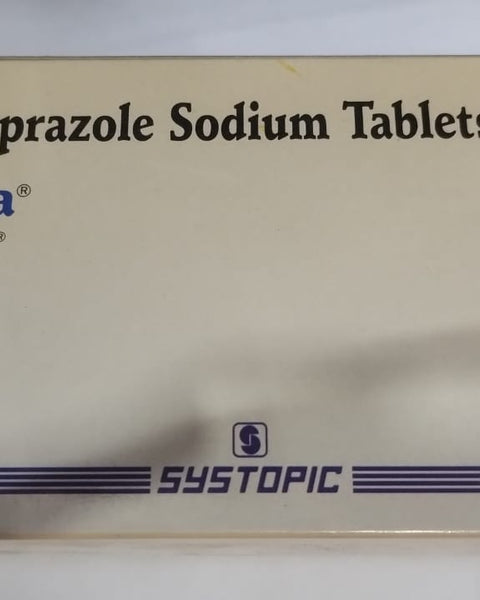 prazole Sodium Tablets
a®
®
SYSTOPIC